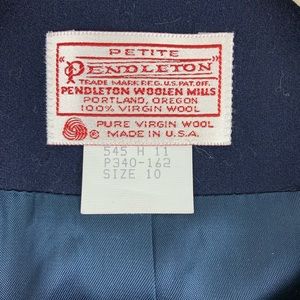 PETITE
"PENDLETON"
TRADE MARK REG. U.S. PAT. OFF.
PENDLETON WOOLEN MILLS
PORTLAND, OREGON
100% VIRGIN WOOL
® PURE VIRGIN WOOL
MADE IN U.S.A.
545 H 11
P340-162
SIZE 10